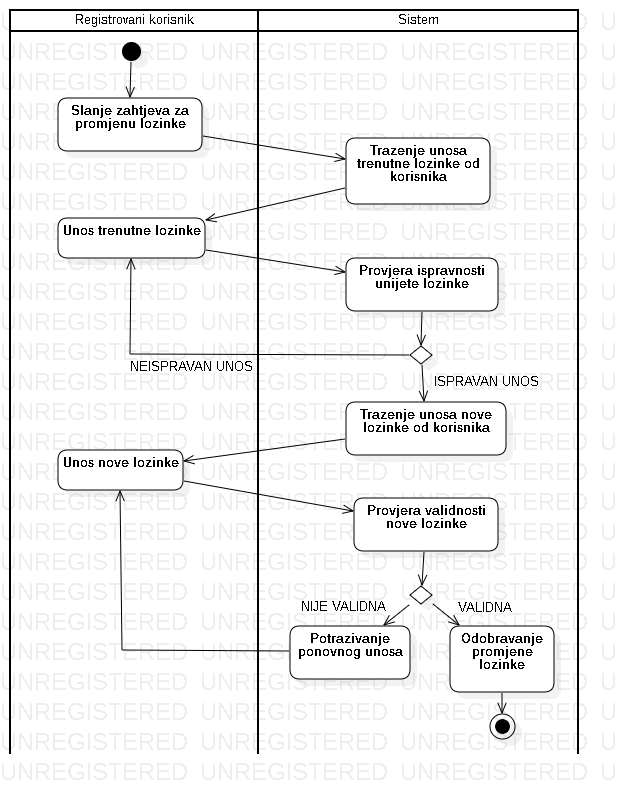 Registrovani korisnik
Sistem
Slanje zahtjeva za
promjenu lozinke
Trazenje unosa
trenutne lozinke od
korisnika
Unos trenutne lozinke
Provjera ispravnosti
unijete lozinke
NEISPRAVAN UNOS
ISPRAVAN UNOS
Trazenje unosa nove
lozinke od korisnika
Unos nove lozinke
Provjera validnosti
nove lozinke
NIJE VALIDNA
VALIDNA
Potrazivanje
ponovnog unosa
Odobravanje
promjene
lozinke
UNREGISTERED